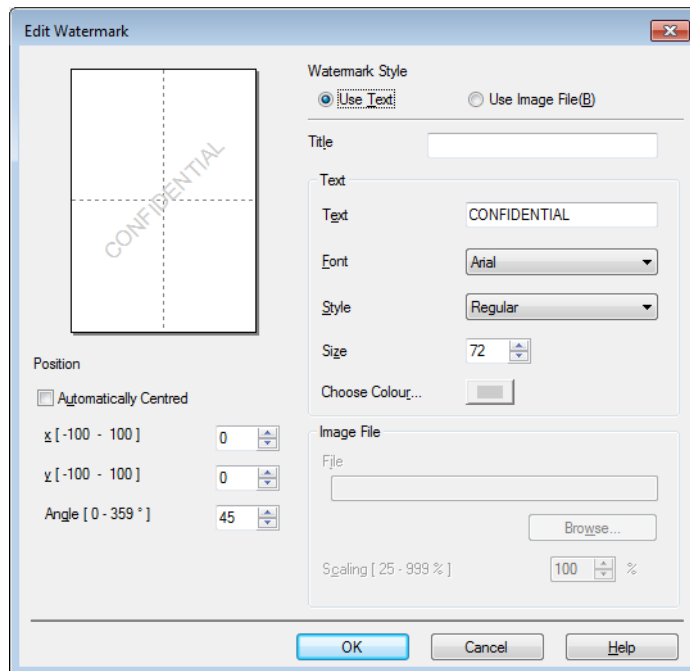 Edit Watermark
CONFIDENTIAL
Position
Automatically Centred
x [ -100 - 100 ] 0
y [ -100 - 100 ] 0
Angle [ 0 - 359 ° ] 45
Watermark Style
Use Text Use Image File(B)
Title
Text
Text CONFIDENTIAL
Font Arial
Style Regular
Size 72
Choose Colour...
Image File
File
Browse...
Scaling [ 25 - 999 % ] 100 %
OK Cancel Help